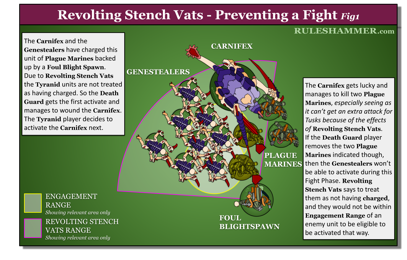 Revolting Stench Vats - Preventing a Fight Fig1
RULESHAMMER.com
The Carnifex and the
Genestealers have charged this
unit of Plague Marines backed
up by a Foul Blight Spawn.
Due to Revolting Stench Vats
the Tyranid units are not treated
as having charged. So the Death
Guard gets the first activate and
manages to wound the Carnifex.
The Tyranid player decides to
activate the Carnifex next.
CARNIFEX
GENESTEALERS
PLAGUE
MARINES
FOUL
BLIGHTSPAWN
The Carnifex gets lucky and
manages to kill two Plague
Marines, especially seeing as
it can't get an extra attack for
Tusks because of the effects
of Revolting Stench Vats.
If the Death Guard player
removes the two Plague
Marines indicated though,
then the Genestealers won't
be able to activate during this
Fight Phase. Revolting
Stench Vats says to treat
them as not having charged,
and they would not be within
Engagement Range of an
enemy unit to be eligible to
be activated that way.
ENGAGEMENT
RANGE
Showing relevant area only
REVOLTING STENCH
VATS RANGE
Showing relevant area only